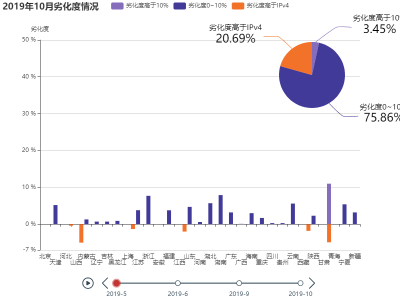 2019年10月劣化度情况
劣化度高于10%
劣化度0~10%
劣化度高于IPv4
劣化度
50 %
40 %
30 %
20 %
10 %
0 %
-7 %
劣化度高于IPv4
20.69%
劣化度高于10%
3.45%
劣化度0~10
75.86%
北京 河北 内蒙古 吉林 上海 浙江 福建 山东 湖北 广东 海南 四川 云南 陕西 青海 新疆
天津 山西 辽宁 黑龙江 江苏 安徽 江西 河南 湖南 广西 重庆 贵州 西藏 甘肃 宁夏
2019-5
2019-6
2019-9
2019-10